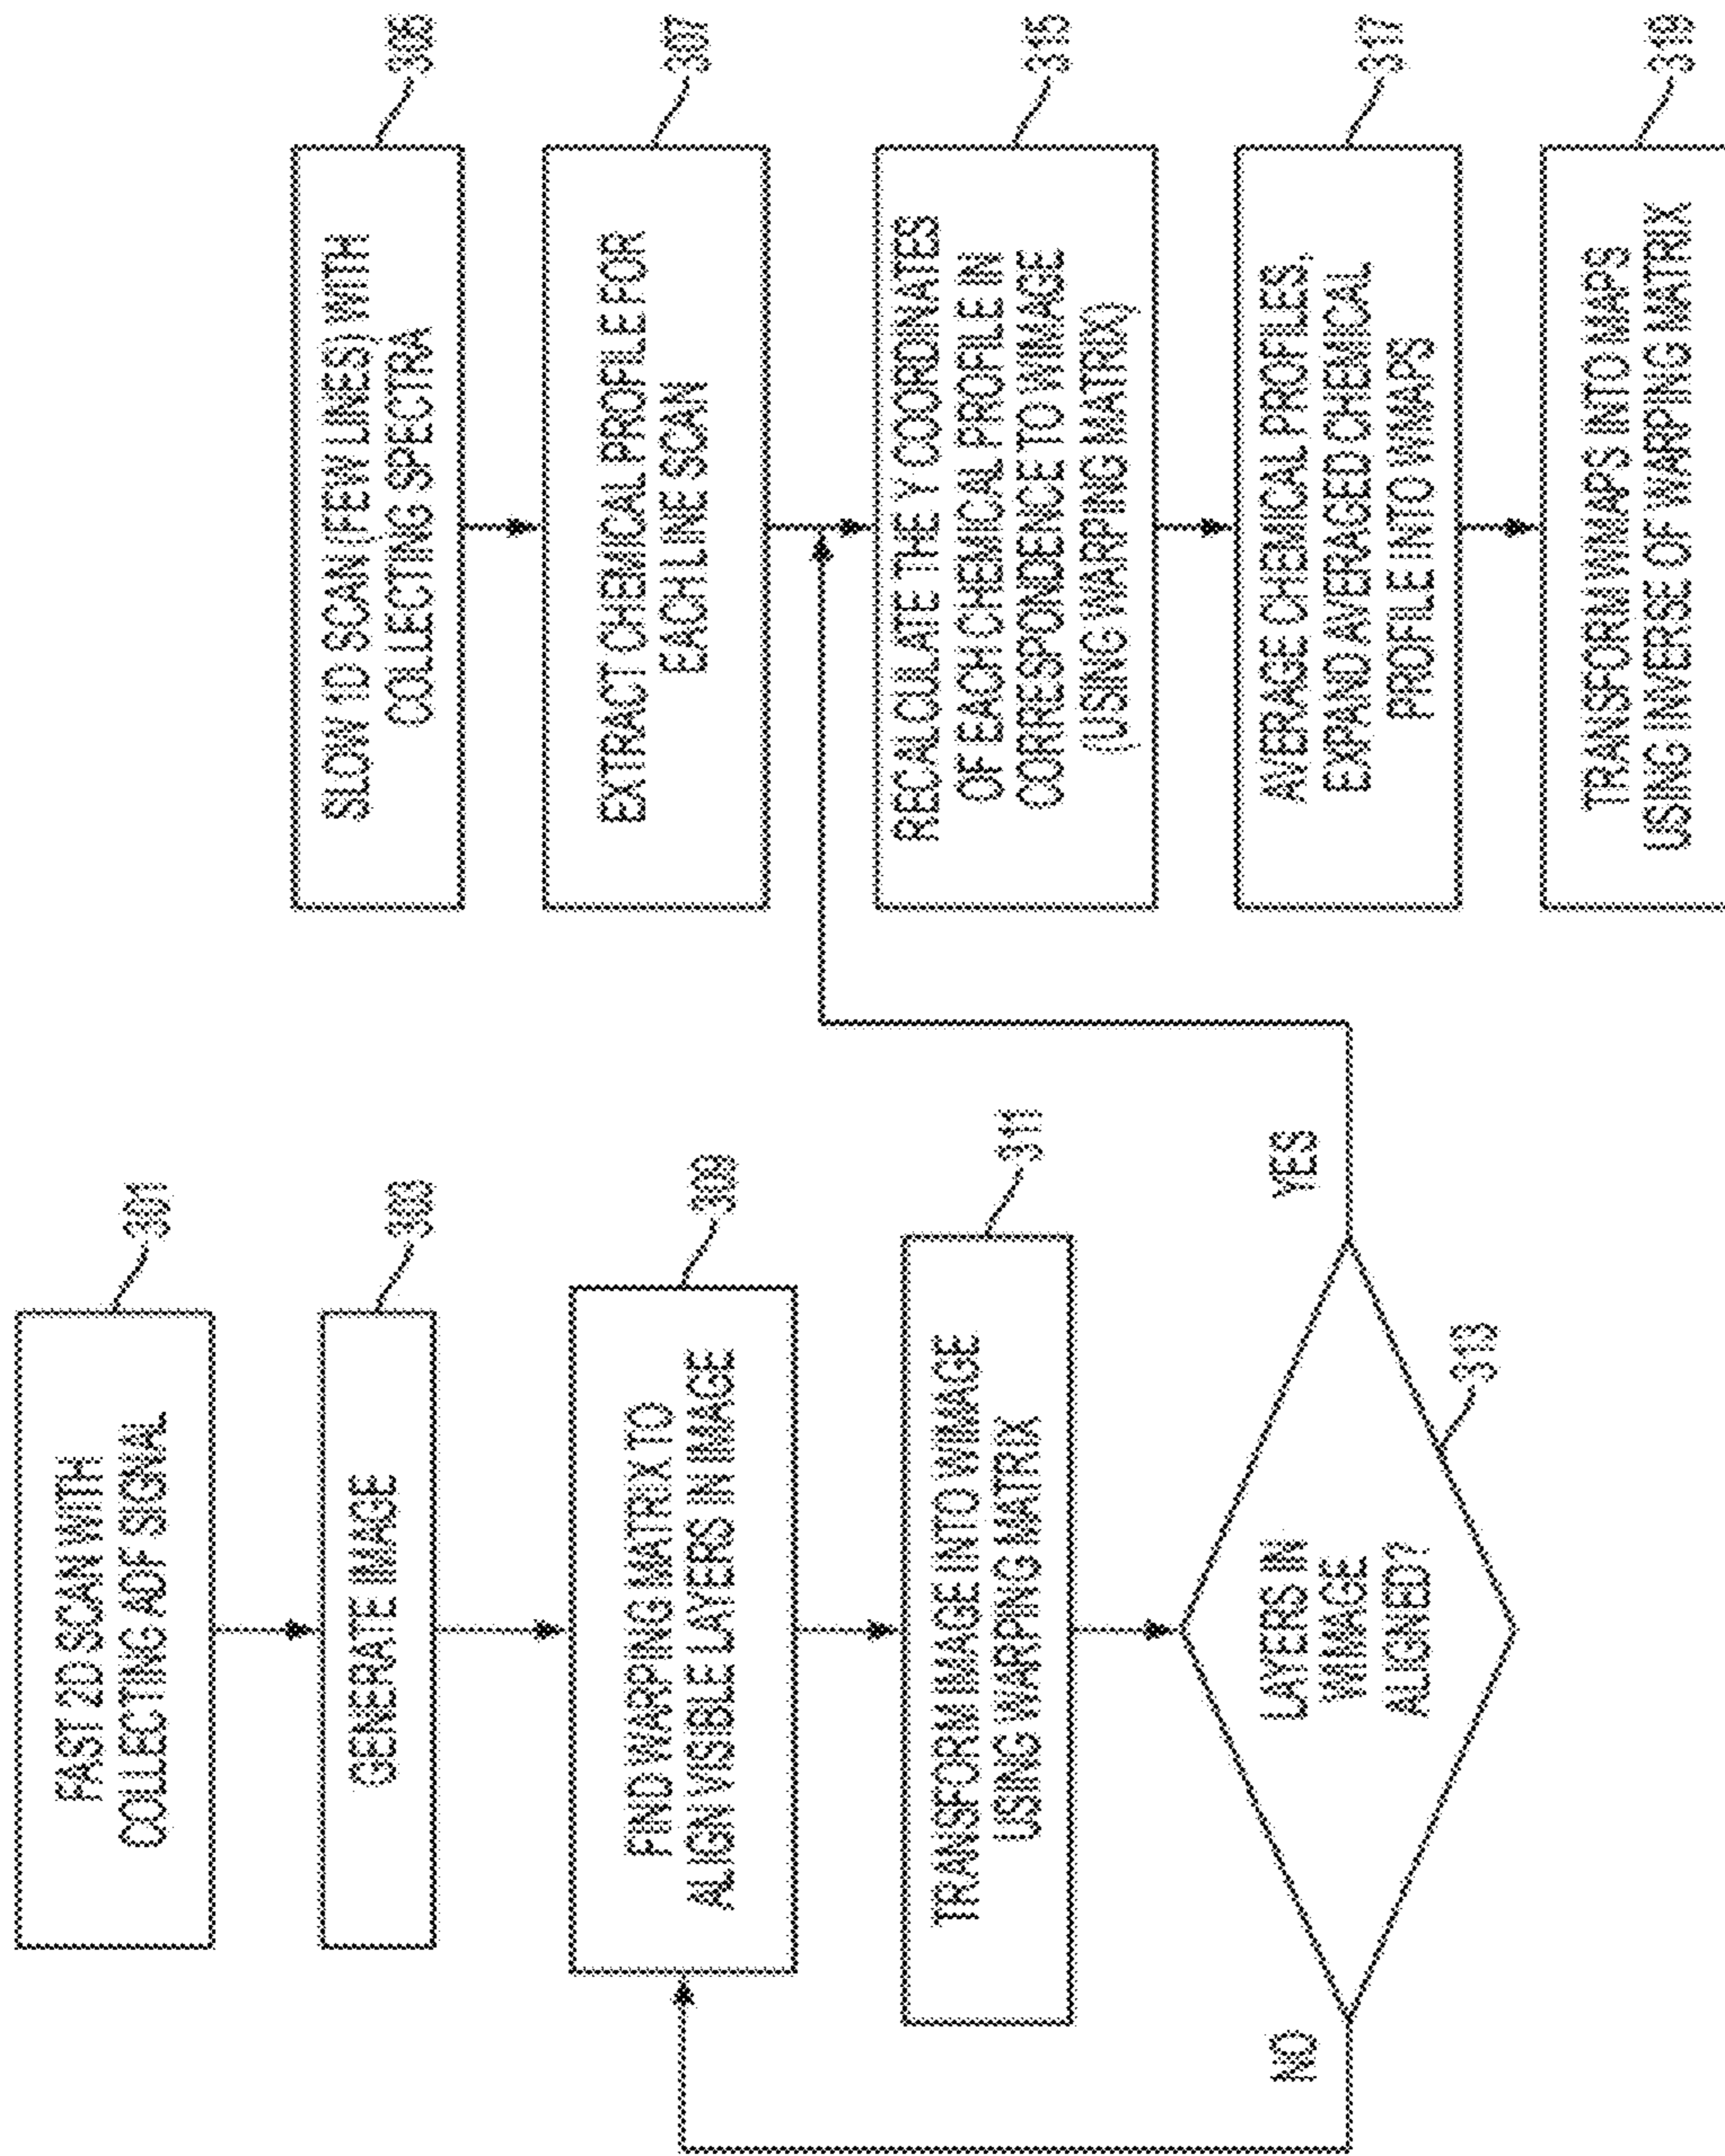 FAST 2D SCAN WITH
COLLECTING ADF SIGNAL
301
GENERATE IMAGE
303
FIND WARPING MATRIX TO
ALIGN VISIBLE LAYERS IN IMAGE
309
TRANSFORM IMAGE INTO WIMAGE
USING WARPING MATRIX
311
LAYERS IN
WIMAGE
ALIGNED?
313
NO
YES
SLOW 1D SCAN (FEW LINES) WITH
COLLECTING SPECTRA
305
EXTRACT CHEMICAL PROFILE FOR
EACH LINE SCAN
307
RECALCULATE THE Y COORDINATES
OF EACH CHEMICAL PROFILE IN
CORRESPONDENCE TO WIMAGE
(USING WARPING MATRIX)
315
AVERAGE CHEMICAL PROFILES.
EXPAND AVERAGED CHEMICAL
PROFILE INTO WMAPS
317
TRANSFORM WMAPS INTO MAPS
USING INVERSE OF WARPING MATRIX
319